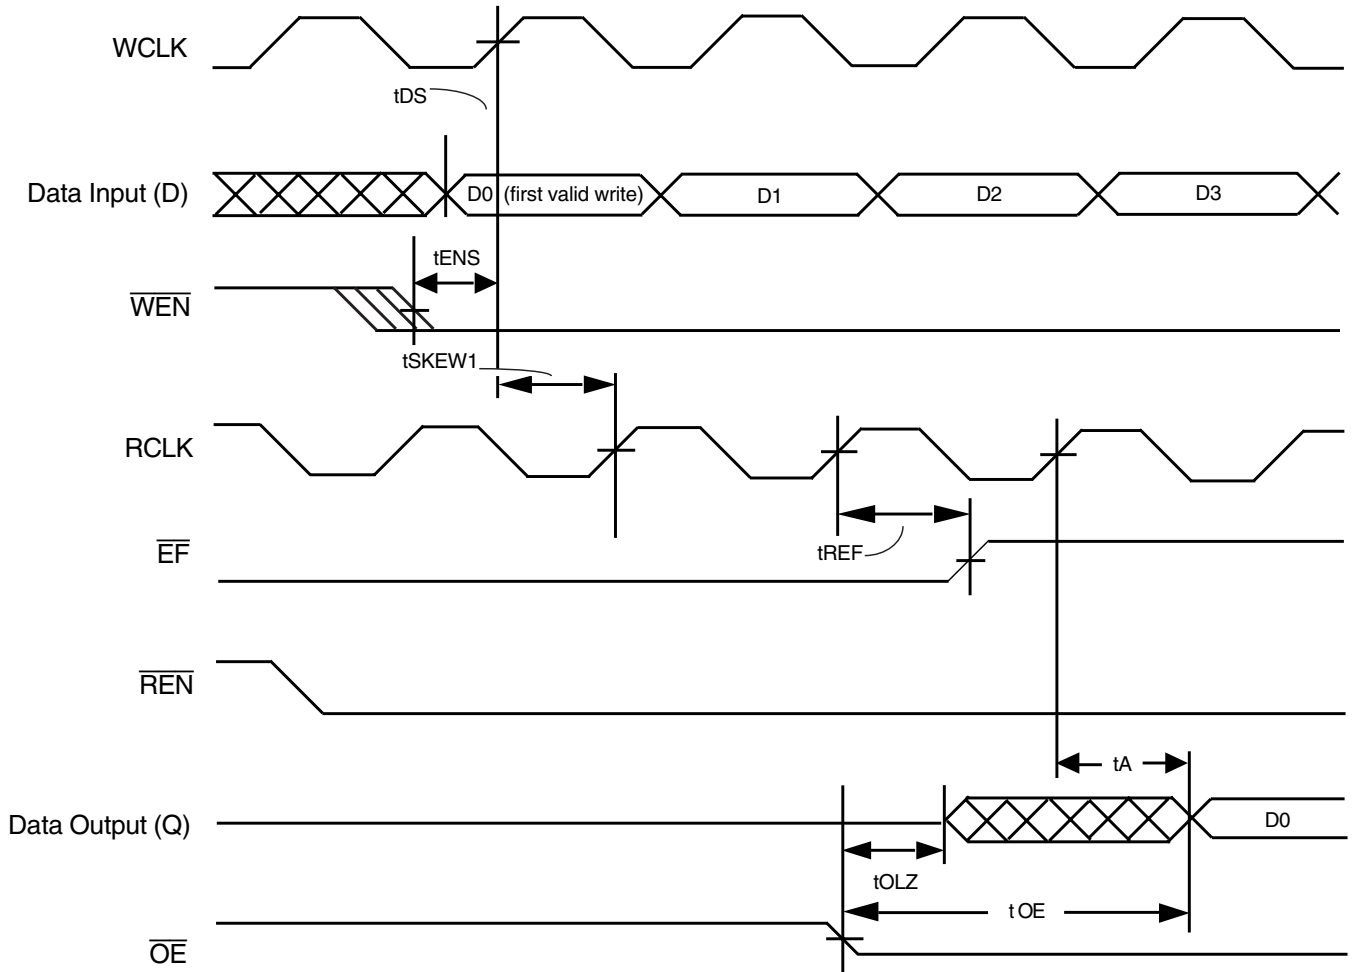 WCLK
tDS
Data Input (D)
D0 (first valid write)
D1
D2
D3
tENS
WEN
tSKEW1
RCLK
EF
tREF
REN
tA
Data Output (Q)
D0
tOLZ
tOE
OE